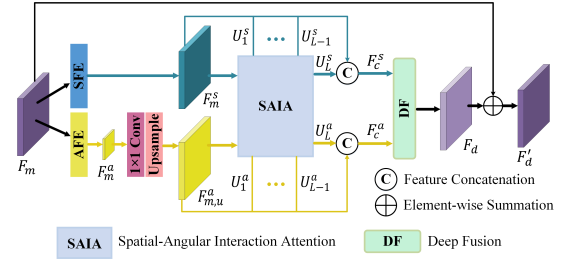 U_1^s ... U_{L-1}^s
SFE
F_m^s
U_L^s
C
F_c^s
SAIA
DF
F_m
AFE
F_m^a
1×1 Conv
Upsample
F_{m,u}^a
U_L^a
C
F_c^a
F_d
F_d'
U_1^a ... U_{L-1}^a
C Feature Concatenation
Element-wise Summation
SAIA Spatial-Angular Interaction Attention
DF Deep Fusion